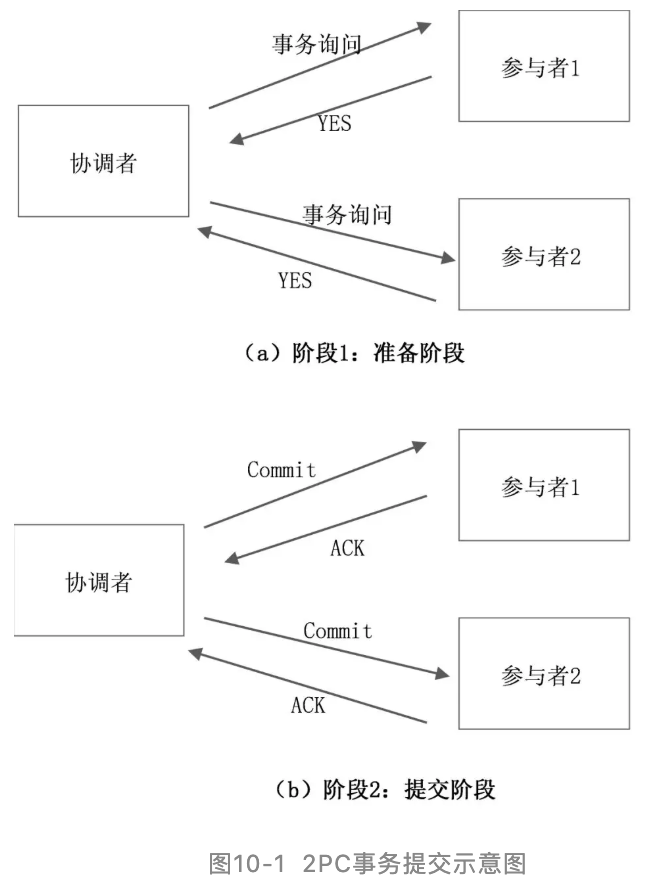 事务询问
参与者1
YES
协调者
事务询问
参与者2
YES
（a）阶段1：准备阶段
Commit
参与者1
ACK
协调者
Commit
参与者2
ACK
（b）阶段2：提交阶段
图10-1 2PC事务提交示意图